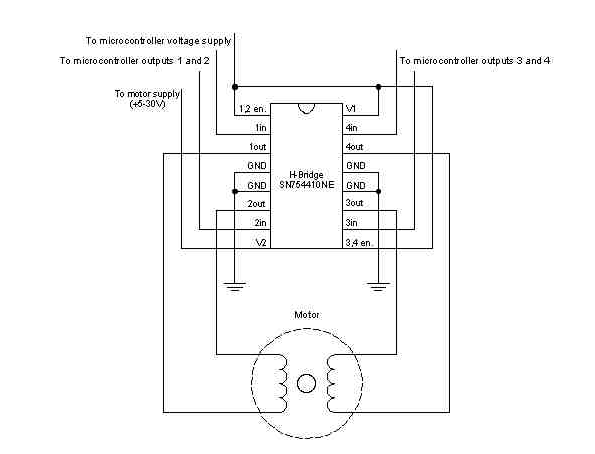 To microcontroller voltage supply
To microcontroller outputs 1 and 2
To microcontroller outputs 3 and 4
To motor supply
(+5-30V)
1,2 en.
V1
1in
4in
1out
4out
GND
GND
H-Bridge
SN754410NE
GND
GND
2out
3out
2in
3in
V2
3,4 en.
Motor